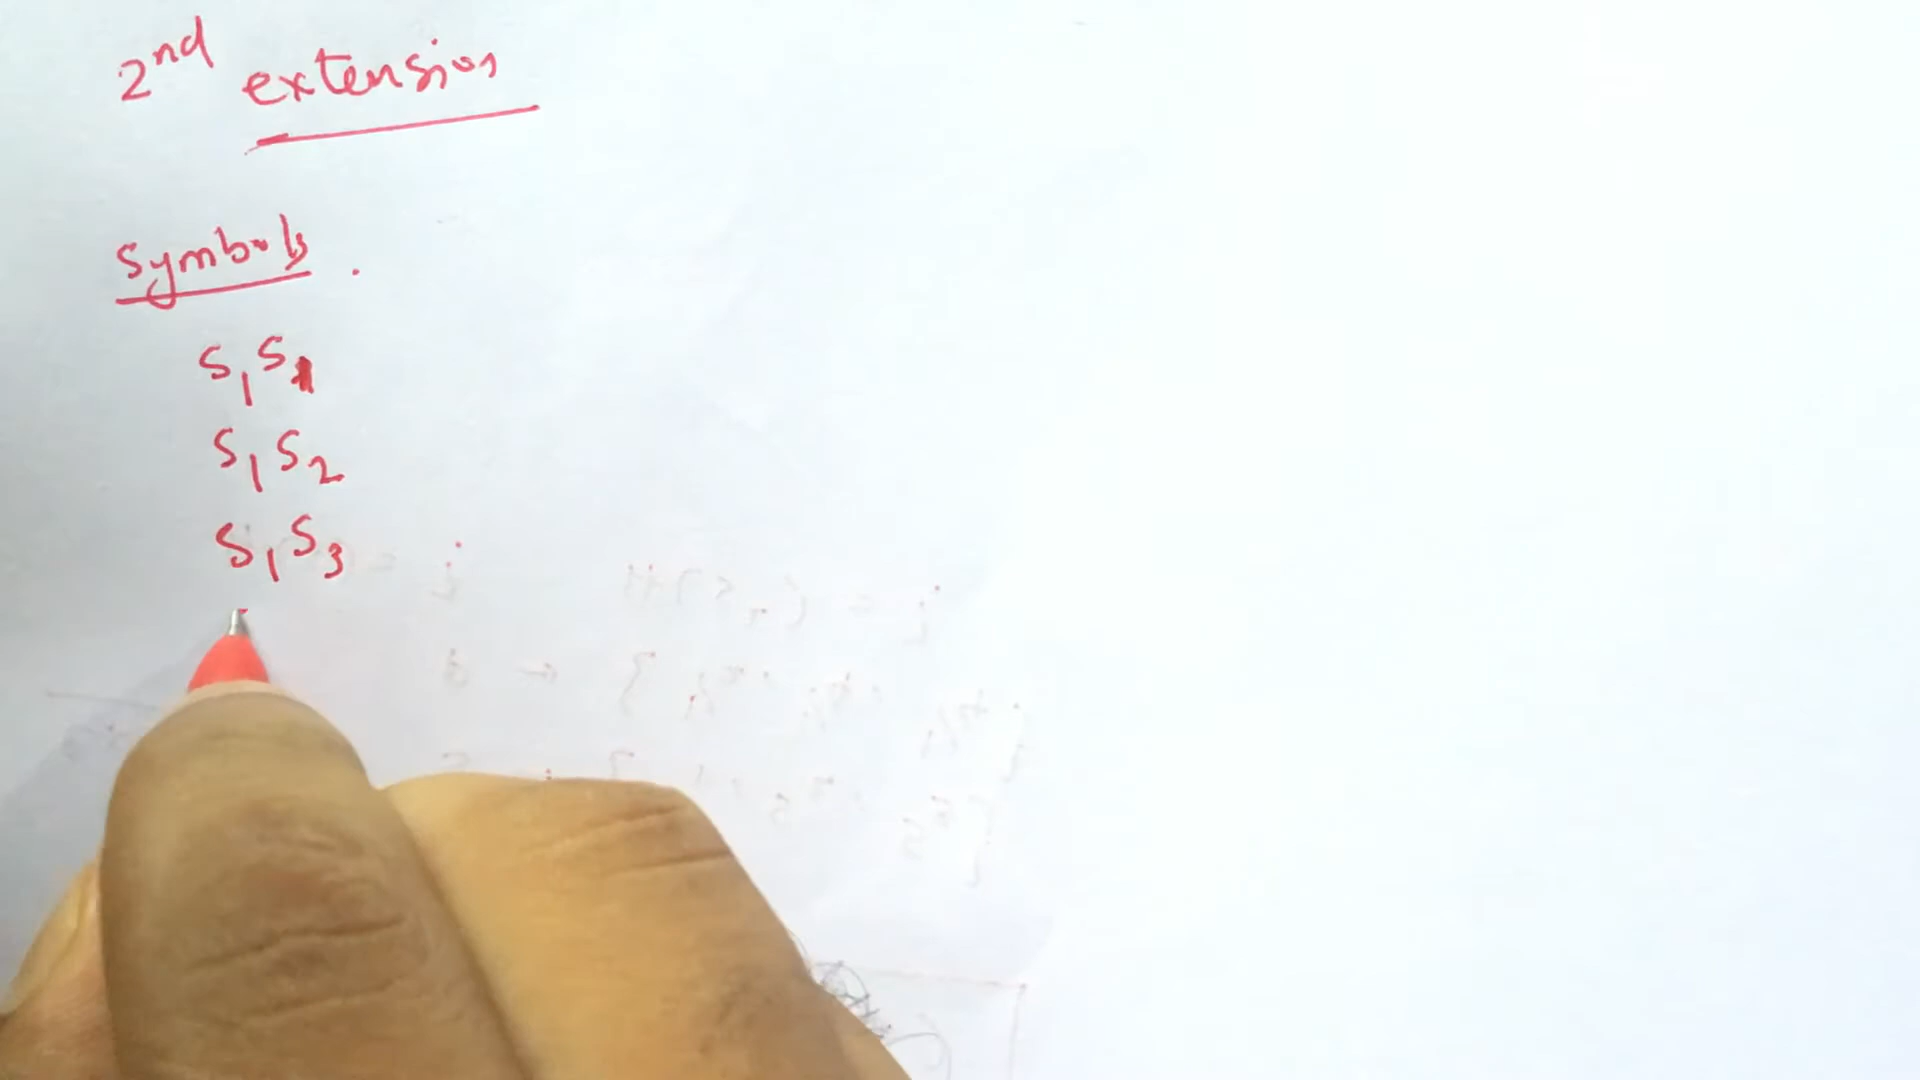 2nd extension
Symbols .
S1S1
S1S2
S1S3